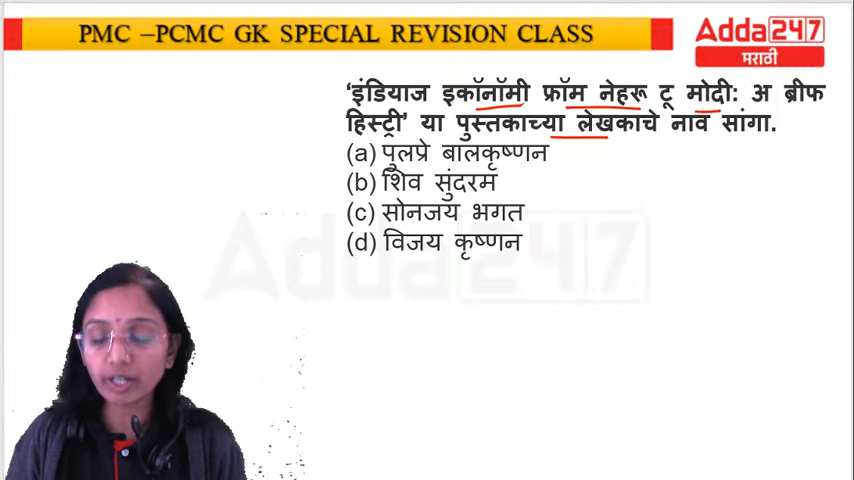 PMC –PCMC GK SPECIAL REVISION CLASS
Adda247
मराठी
‘इंडियाज इकॉनॉमी फ्रॉम नेहरू टू मोदी: अ ब्रीफ
हिस्ट्री’ या पुस्तकाच्या लेखकाचे नाव सांगा.
(a) पुलप्रे बालकृष्णन
(b) शिव सुंदरम
(c) सोनजय भगत
(d) विजय कृष्णन
Adda247